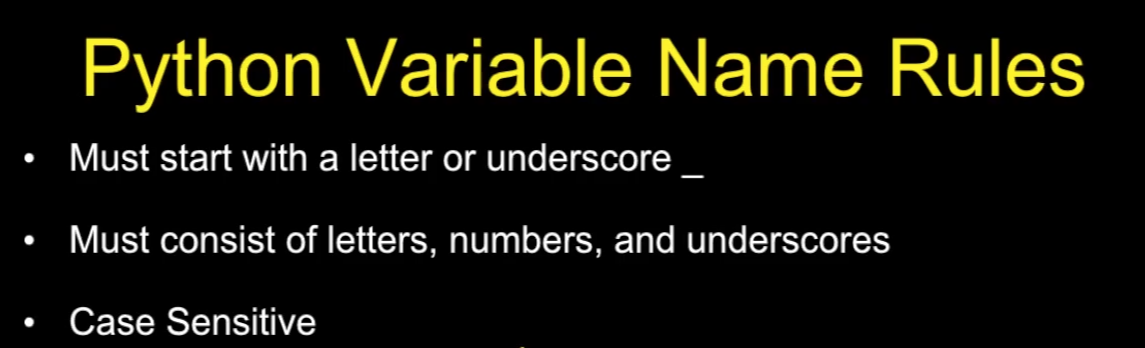 Python Variable Name Rules
• Must start with a letter or underscore _
• Must consist of letters, numbers, and underscores
• Case Sensitive